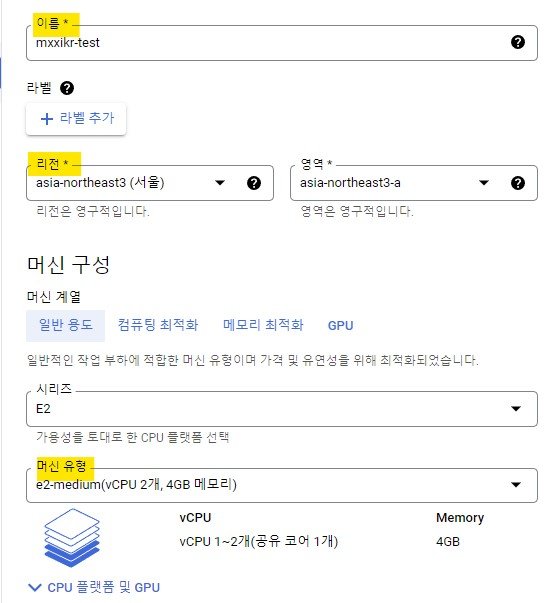 이름 *
mxxikr-test
라벨
라벨 추가
리전 *
영역 *
asia-northeast3 (서울)
asia-northeast3-a
리전은 영구적입니다.
영역은 영구적입니다.
머신 구성
머신 계열
일반 용도 컴퓨팅 최적화 메모리 최적화 GPU
일반적인 작업 부하에 적합한 머신 유형이며 가격 및 유연성을 위해 최적화되었습니다.
시리즈
E2
가용성을 토대로 한 CPU 플랫폼 선택
머신 유형
e2-medium(vCPU 2개, 4GB 메모리)
vCPU Memory
vCPU 1~2개(공유 코어 1개) 4GB
CPU 플랫폼 및 GPU